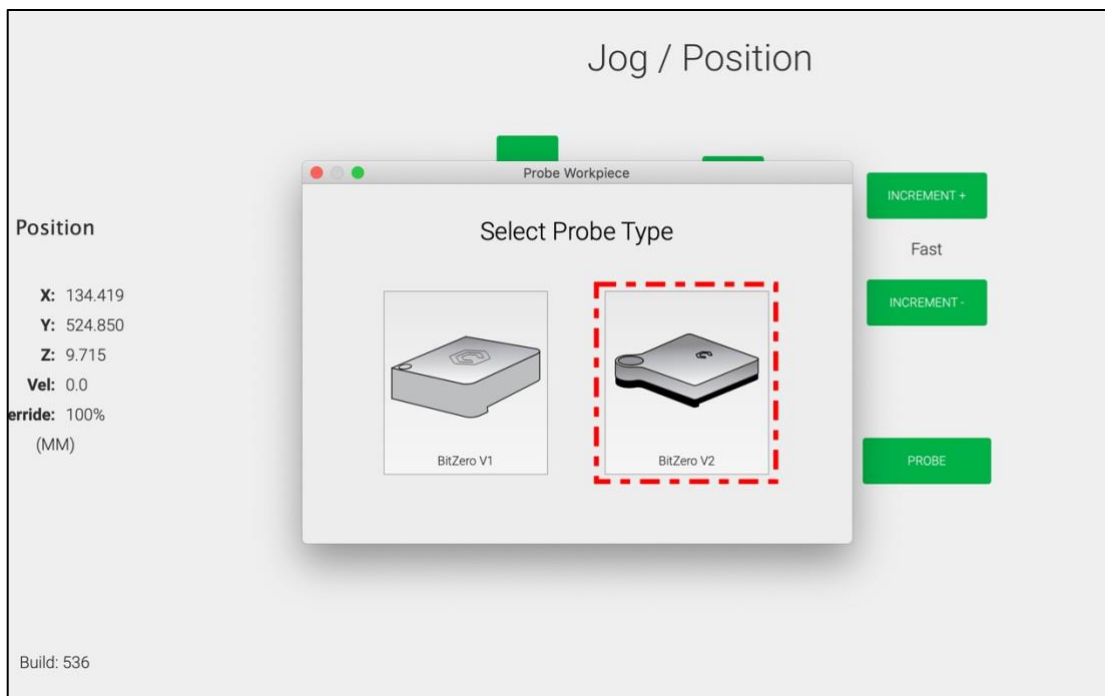 Jog / Position
Probe Workpiece
Select Probe Type
BitZero V1
BitZero V2
Position
X: 134.419
Y: 524.850
Z: 9.715
Vel: 0.0
erride: 100%
(MM)
INCREMENT +
Fast
INCREMENT -
PROBE
Build: 536